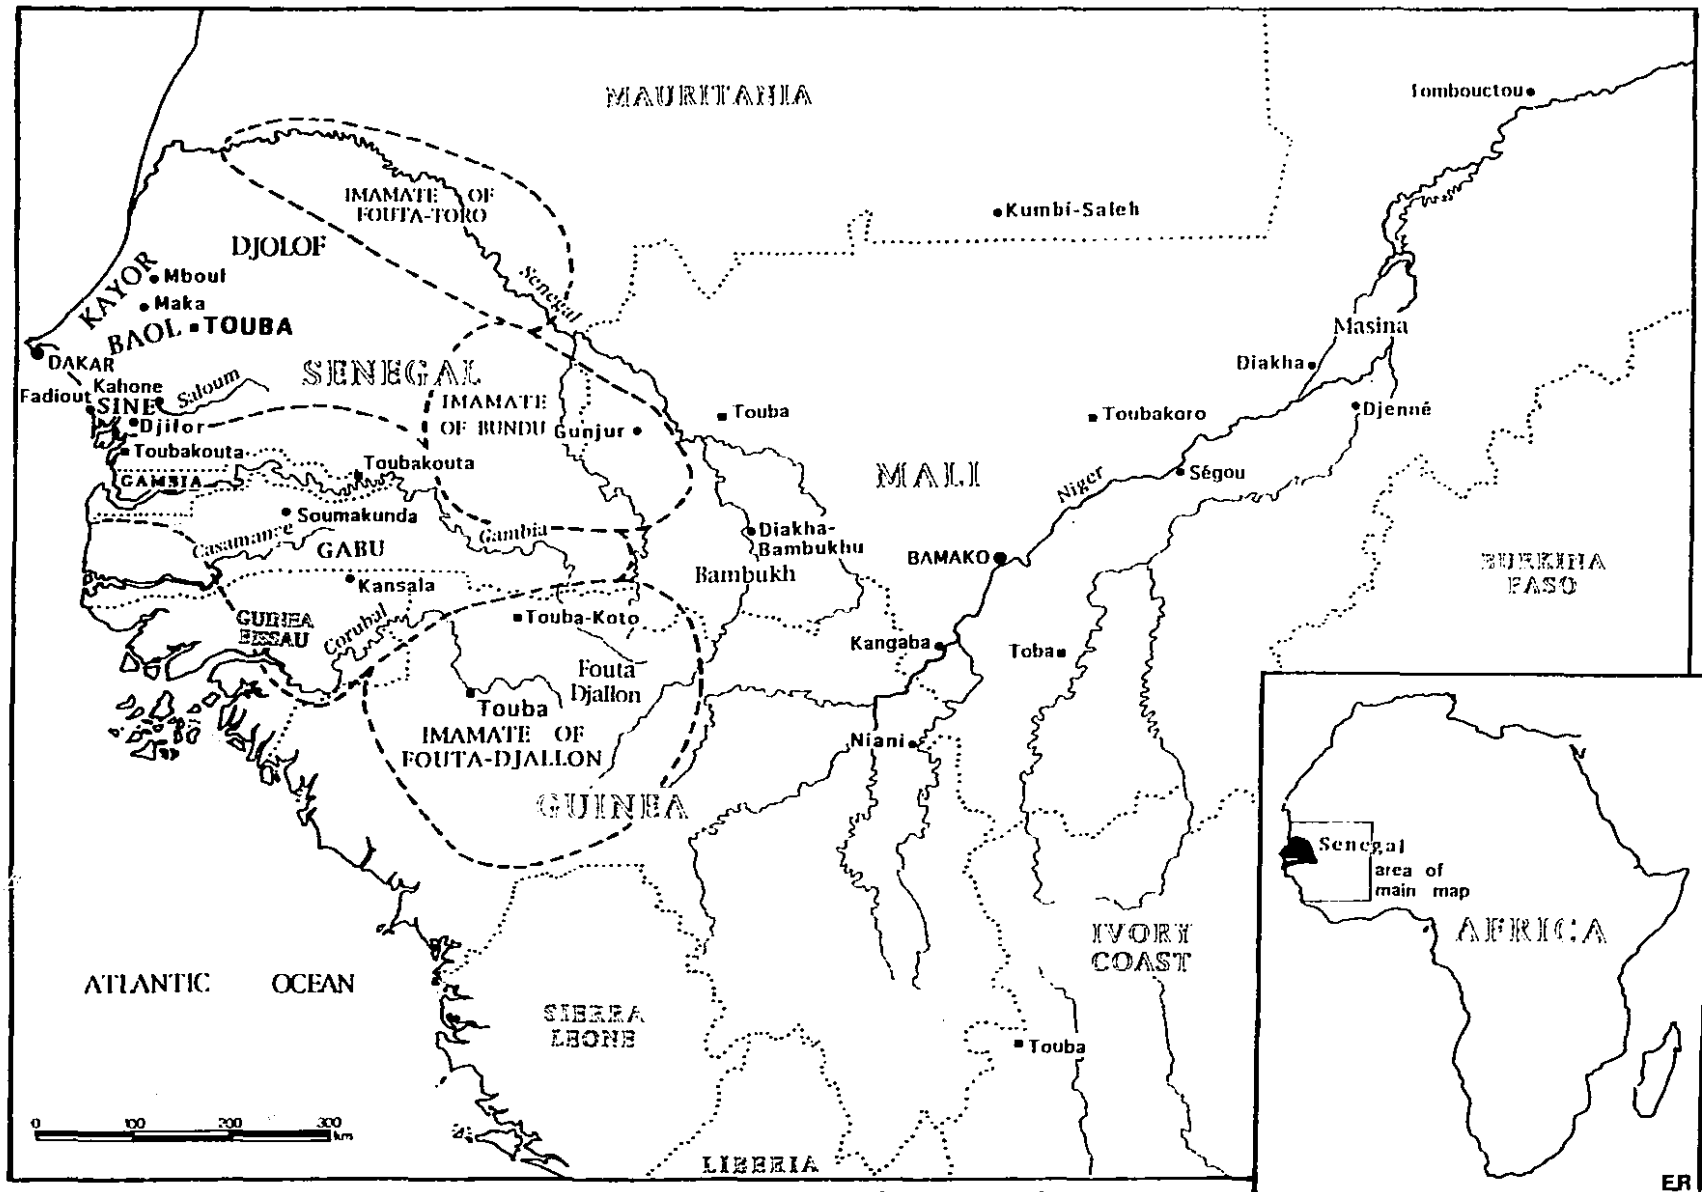 MAURITANIA
Tombouctou
IMAMATE OF
FOUTA-TORO
Kumbi-Saleh
DJOLOF
KAYOR
Mboul
Senegal
Maka
BAOL
TOUBA
Masina
DAKAR
SENEGAL
Diakha
Kahone
Saloum
Fadiout
SINE
IMAMATE
OF BUNDU
Gunjur
Touba
Toubakoro
Djenné
Djilor
Toubakouta
Toubakouta
GAMBIA
MALI
Ségou
Niger
Soumakunda
Casamance
GABU
Gambia
Diakha-
Bambukhu
BAMAKO
Bambukh
BURKINA
FASO
Kansala
GUINEA
BISSAU
Corubal
Touba-Koto
Kangaba
Toba
Fouta
Djallon
Touba
IMAMATE OF
FOUTA-DJALLON
Niani
GUINEA
Senegal
area of
main map
AFRICA
IVORY
COAST
ATLANTIC OCEAN
SIERRA
LEONE
Touba
0 100 200 300
km
LIBERIA
E.R